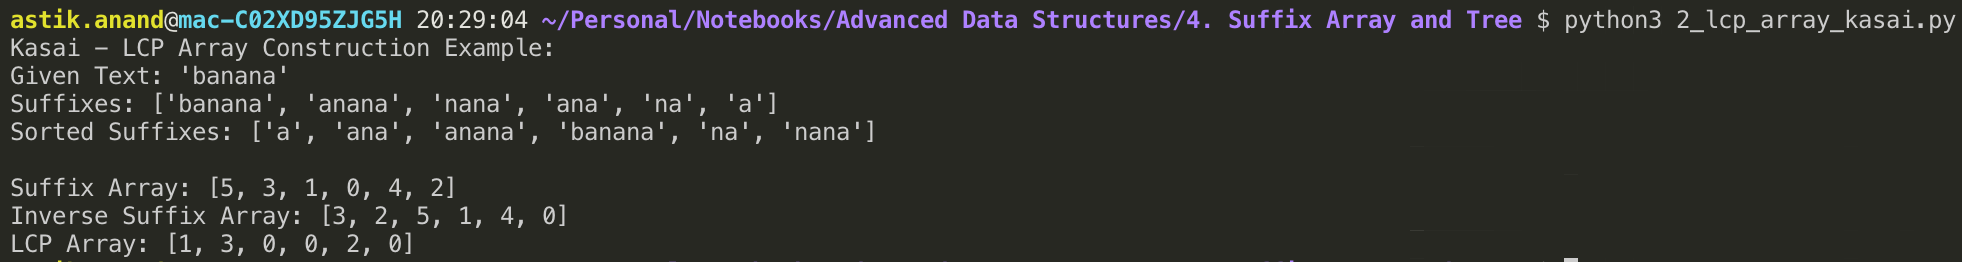 astik.anand@mac-C02XD95ZJG5H 20:29:04 ~/Personal/Notebooks/Advanced Data Structures/4. Suffix Array and Tree $ python3 2_lcp_array_kasai.py
Kasai - LCP Array Construction Example:
Given Text: 'banana'
Suffixes: ['banana', 'anana', 'nana', 'ana', 'na', 'a']
Sorted Suffixes: ['a', 'ana', 'anana', 'banana', 'na', 'nana']
Suffix Array: [5, 3, 1, 0, 4, 2]
Inverse Suffix Array: [3, 2, 5, 1, 4, 0]
LCP Array: [1, 3, 0, 0, 2, 0]